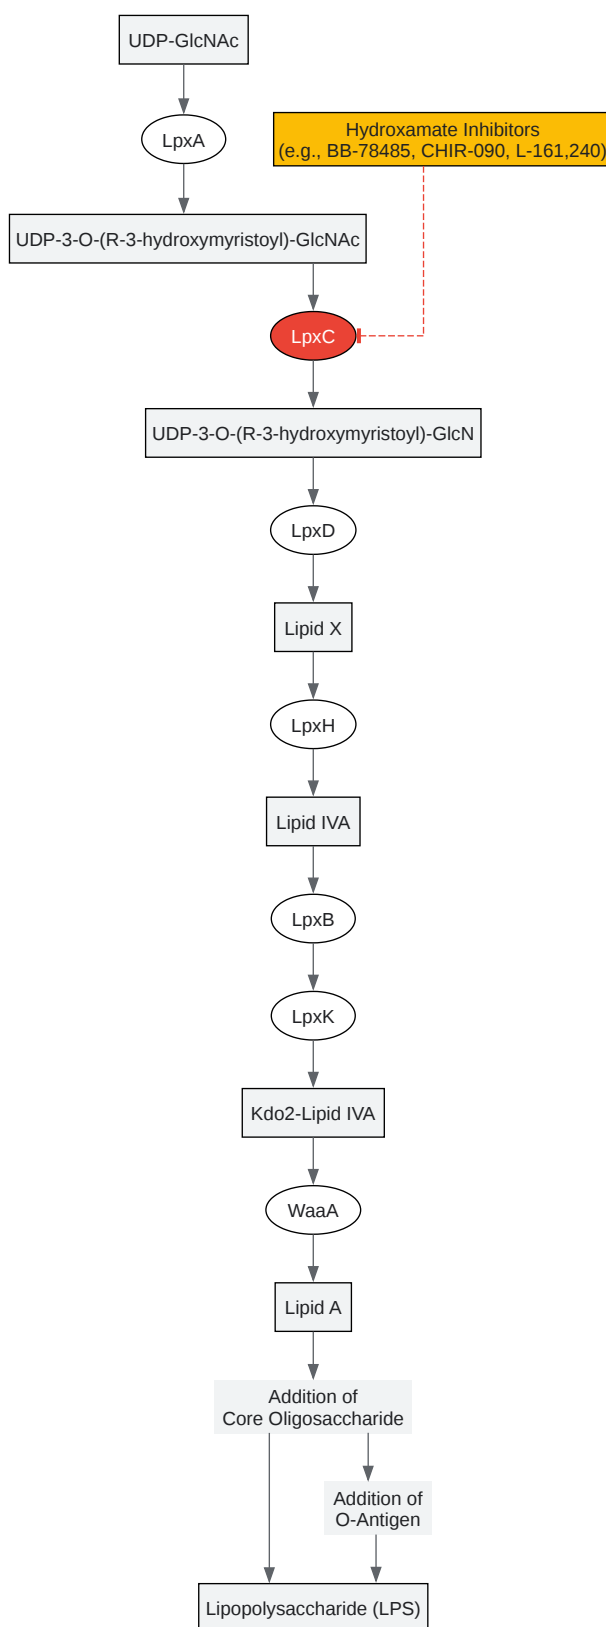 UDP-GlcNAc
LpxA
Hydroxamate Inhibitors
(e.g., BB-78485, CHIR-090, L-161,240)
UDP-3-O-(R-3-hydroxymyristoyl)-GlcNAc
LpxC
UDP-3-O-(R-3-hydroxymyristoyl)-GlcN
LpxD
Lipid X
LpxH
Lipid IVA
LpxB
LpxK
Kdo2-Lipid IVA
WaaA
Lipid A
Addition of
Core Oligosaccharide
Addition of
O-Antigen
Lipopolysaccharide (LPS)